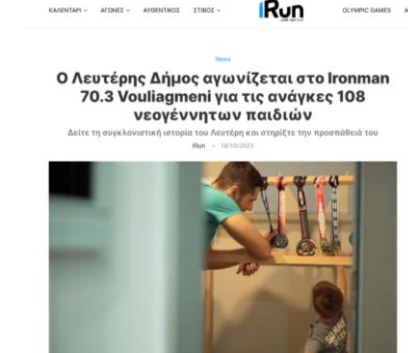 ΚΑΛΕΝΤΑΡΙ ΑΓΩΝΕΣ ΑΥΘΕΝΤΙΚΟΣ ΣΤΙΒΟΣ iRun OLYMPIC GAMES
News
Ο Λευτέρης Δήμος αγωνίζεται στο Ironman
70.3 Vouliagmeni για τις ανάγκες 108
νεογέννητων παιδιών
Δείτε τη συγκλονιστική ιστορία του Λευτέρη και στηρίξτε την προσπάθειά του
iRun - 18/10/2023